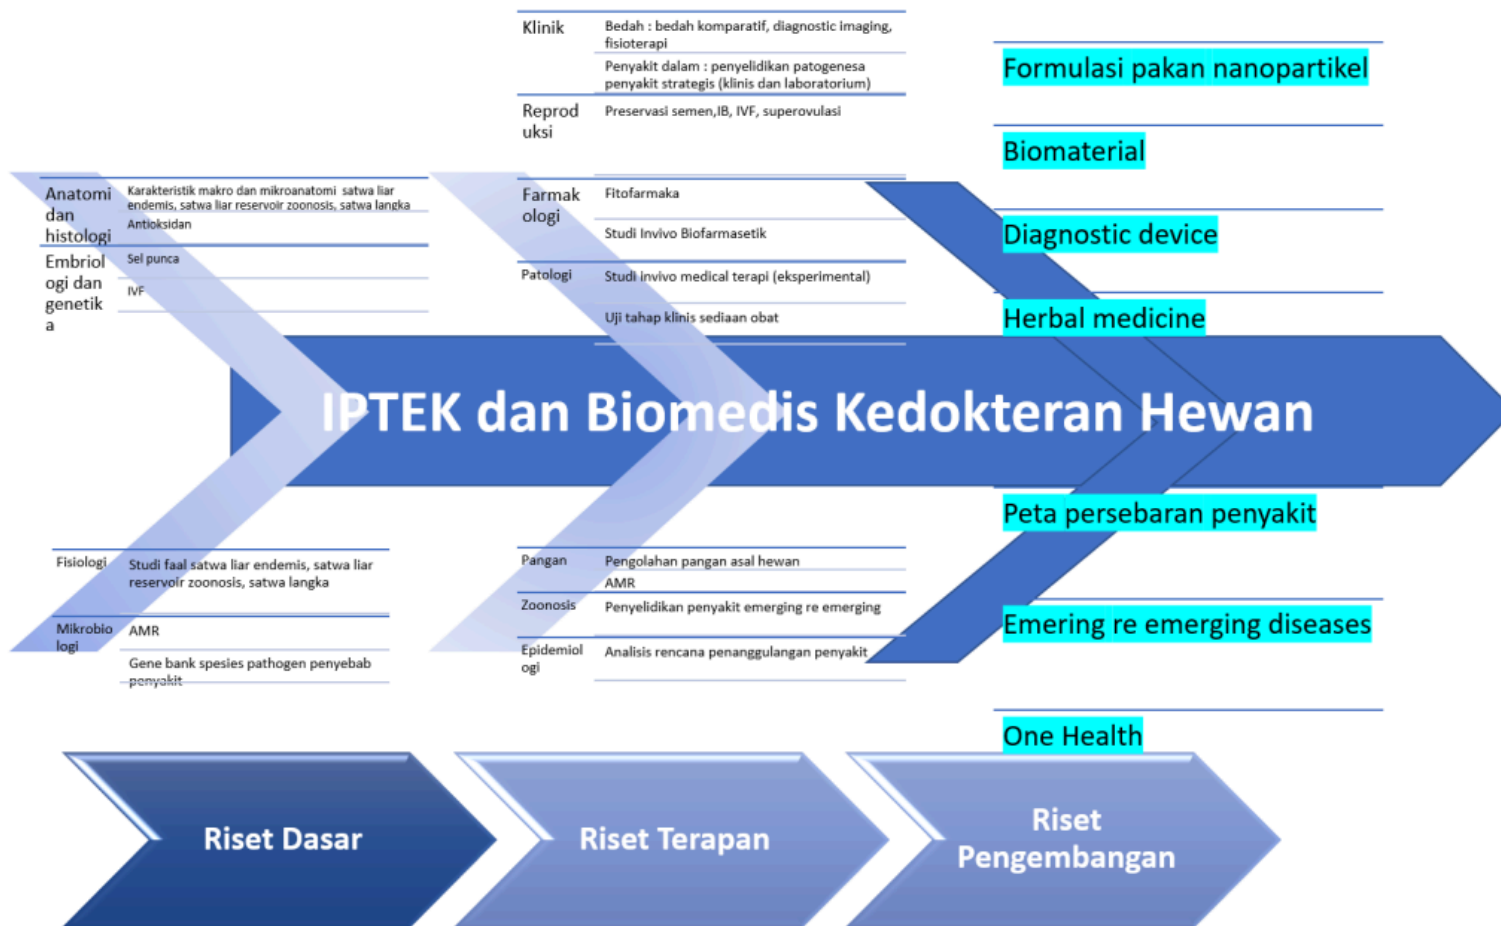 Klinik
Bedah : bedah komparatif, diagnostic imaging,
fisioterapi
Penyakit dalam : penyelidikan patogenesa
penyakit strategis (klinis dan laboratorium)
Reprod
uksi
Preservasi semen,IB, IVF, superovulasi
Formulasi pakan nanopartikel
Biomaterial
Anatomi
dan
histologi
Karakteristik makro dan mikroanatomi satwa liar
endemis, satwa liar reservoir zoonosis, satwa langka
Antioksidan
Embriol
ogi dan
genetik
a
Sel punca
IVF
Farmak
ologi
Fitofarmaka
Studi Invivo Biofarmasetik
Patologi
Studi invivo medical terapi (eksperimental)
Uji tahap klinis sediaan obat
Diagnostic device
Herbal medicine
IPTEK dan Biomedis Kedokteran Hewan
Fisiologi
Studi faal satwa liar endemis, satwa liar
reservoir zoonosis, satwa langka
Mikrobio
logi
AMR
Gene bank spesies pathogen penyebab
penyakit
Pangan
Pengolahan pangan asal hewan
AMR
Zoonosis
Penyelidikan penyakit emerging re emerging
Epidemiol
ogi
Analisis rencana penanggulangan penyakit
Peta persebaran penyakit
Emering re emerging diseases
One Health
Riset Dasar
Riset Terapan
Riset
Pengembangan